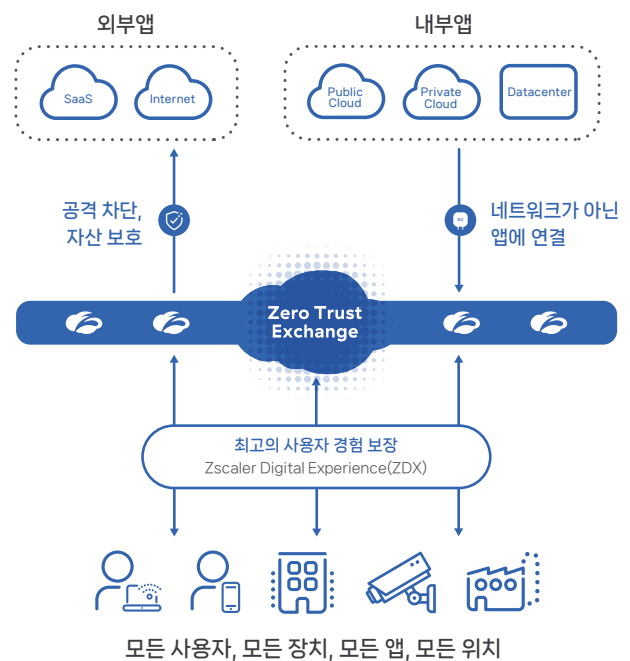 외부앱
내부앱
SaaS
Internet
Public
Cloud
Private
Cloud
Datacenter
공격 차단,
자산 보호
네트워크가 아닌
앱에 연결
AC
Zero Trust
Exchange
최고의 사용자 경험 보장
Zscaler Digital Experience(ZDX)
모든 사용자, 모든 장치, 모든 앱, 모든 위치